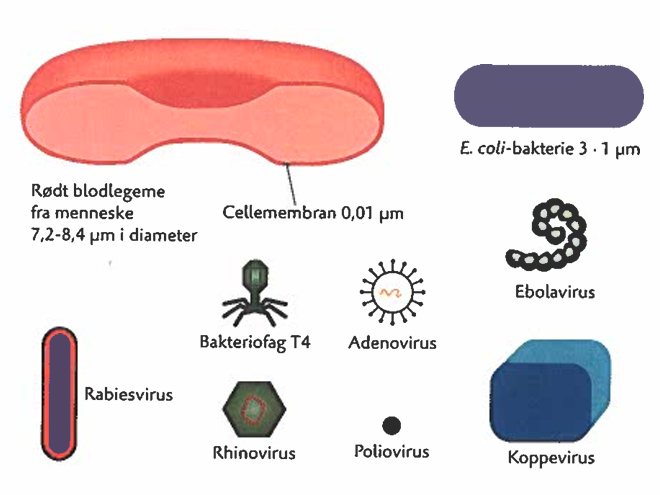 E. coli-bakterie 3 · 1 µm
Rødt blodlegeme
fra menneske
7,2-8,4 µm i diameter
Cellemembran 0,01 µm
Ebolavirus
Bakteriofag T4
Adenovirus
Rabiesvirus
Rhinovirus
Poliovirus
Koppevirus